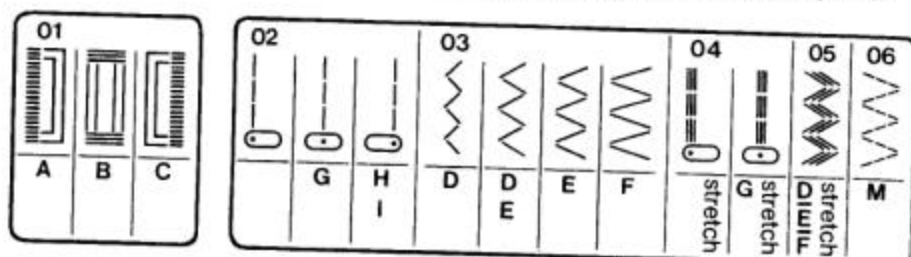 01
A B C
02 03 04 05 06
G H D D E F stretch G stretch D|E|F stretch M
I E